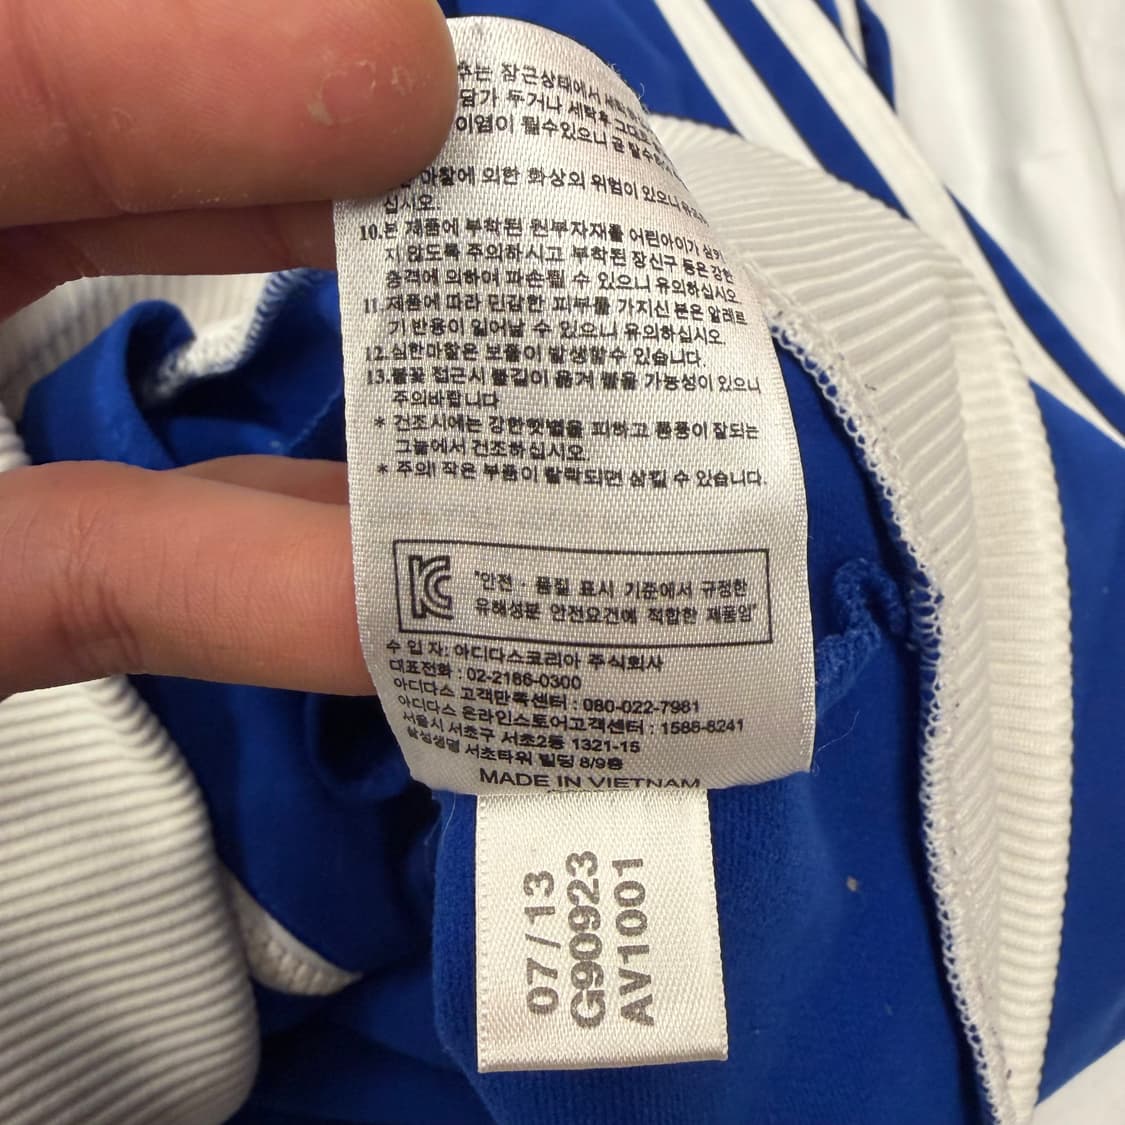 추는 잠근상태에서 세탁
담가 두거나 세탁후 그대로
이염이 될수있으니 곧 탈수
마찰에 의한 화상의 위험이 있으니 유의
십시오.
10.본 제품에 부착된 원부자재를 어린아이가 삼키
지 않도록 주의하시고 부착된 장신구 등은 강한
충격에 의하여 파손될 수 있으니 유의하십시오
11.제품에 따라 민감한 피부를 가지신 분은 알레르
기 반응이 일어날 수 있으니 유의하십시오
12.심한마찰은 보풀이 발생할수 있습니다.
13.불꽃 접근시 불길이 옮겨 붙을 가능성이 있으니
주의바랍니다
* 건조시에는 강한햇볕을 피하고 통풍이 잘되는
그늘에서 건조하십시오.
* 주의! 작은 부품이 탈락되면 삼킬 수 있습니다.
KC
"안전 · 품질 표시 기준에서 규정한
유해성분 안전요건에 적합한 제품임"
수 입 자: 아디다스코리아 주식회사
대표전화 : 02-2186-0300
아디다스 고객만족센터 : 080-022-7981
아디다스 온라인스토어고객센터 : 1588-8241
서울시 서초구 서초2동 1321-15
삼성생명 서초타워 빌딩 8/9층
MADE IN VIETNAM
07/13
G90923
AV1001